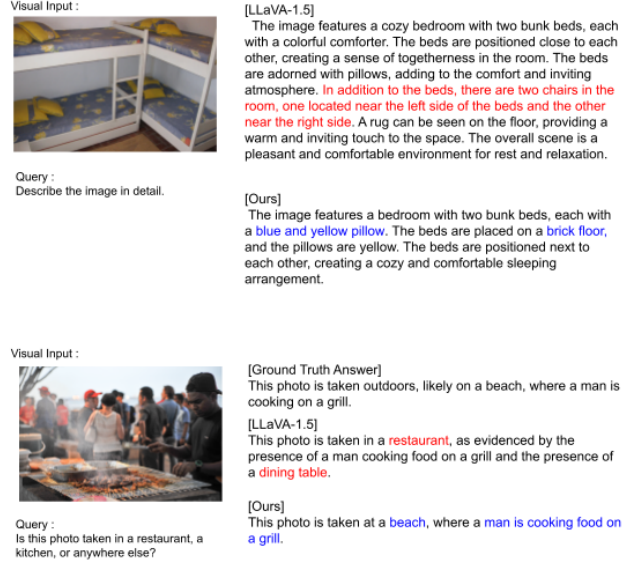 Visual Input :
[LLaVA-1.5]
The image features a cozy bedroom with two bunk beds, each
with a colorful comforter. The beds are positioned close to each
other, creating a sense of togetherness in the room. The beds
are adorned with pillows, adding to the comfort and inviting
atmosphere. In addition to the beds, there are two chairs in the
room, one located near the left side of the beds and the other
near the right side. A rug can be seen on the floor, providing a
warm and inviting touch to the space. The overall scene is a
pleasant and comfortable environment for rest and relaxation.
Query :
Describe the image in detail.
[Ours]
The image features a bedroom with two bunk beds, each with
a blue and yellow pillow. The beds are placed on a brick floor,
and the pillows are yellow. The beds are positioned next to
each other, creating a cozy and comfortable sleeping
arrangement.
Visual Input :
[Ground Truth Answer]
This photo is taken outdoors, likely on a beach, where a man is
cooking on a grill.
[LLaVA-1.5]
This photo is taken in a restaurant, as evidenced by the
presence of a man cooking food on a grill and the presence of
a dining table.
Query :
Is this photo taken in a restaurant, a
kitchen, or anywhere else?
[Ours]
This photo is taken at a beach, where a man is cooking food on
a grill.